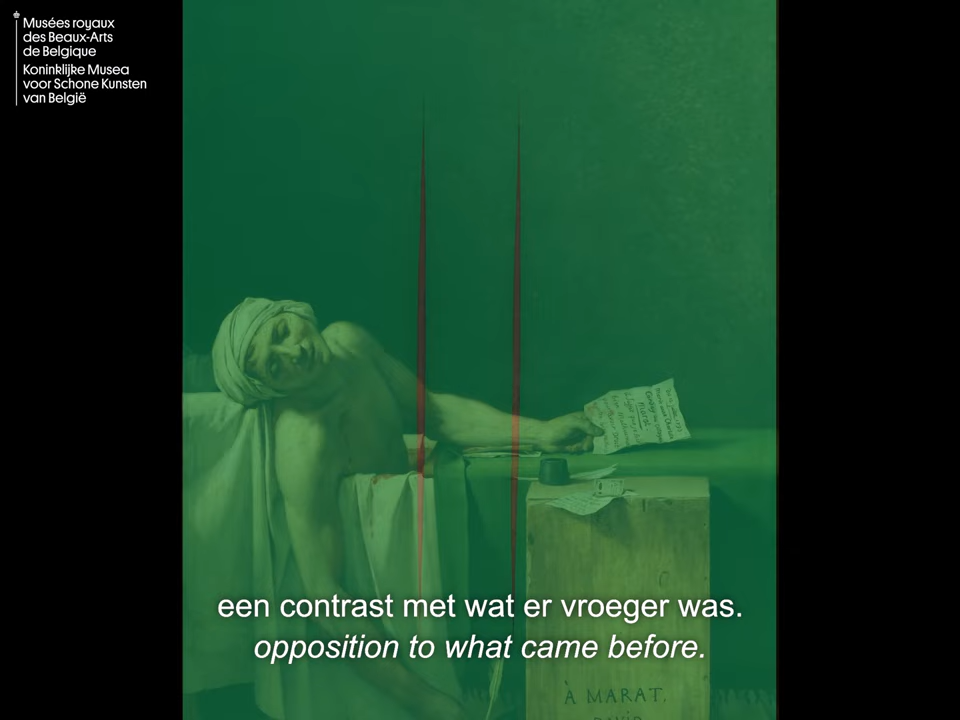 Musées royaux
des Beaux-Arts
de Belgique
Koninklijke Musea
voor Schone Kunsten
van België
een contrast met wat er vroeger was.
opposition to what came before.
À MARAT.
DAVID